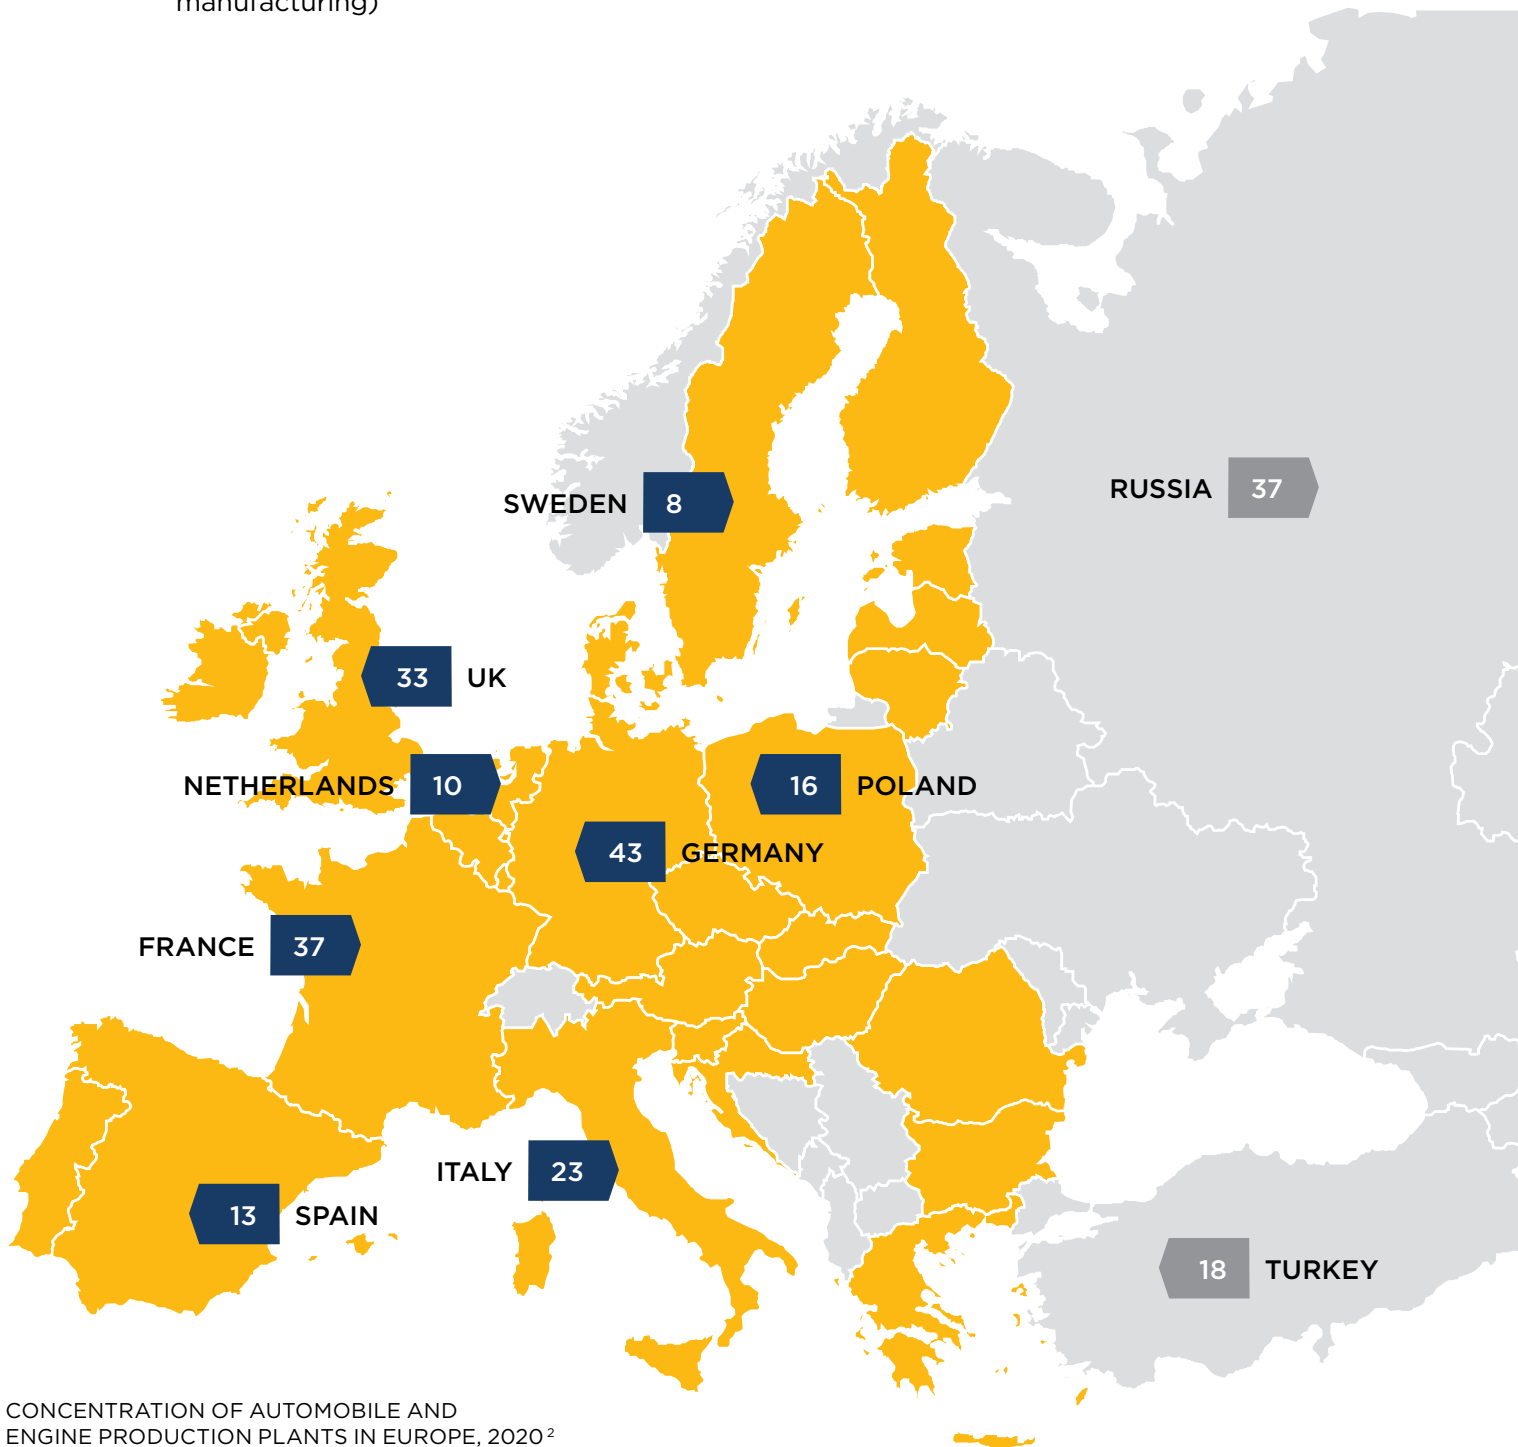 manufacturing)
SWEDEN 8
RUSSIA 37
33 UK
NETHERLANDS 10
16 POLAND
43 GERMANY
FRANCE 37
ITALY 23
13 SPAIN
18 TURKEY
CONCENTRATION OF AUTOMOBILE AND
ENGINE PRODUCTION PLANTS IN EUROPE, 2020 2